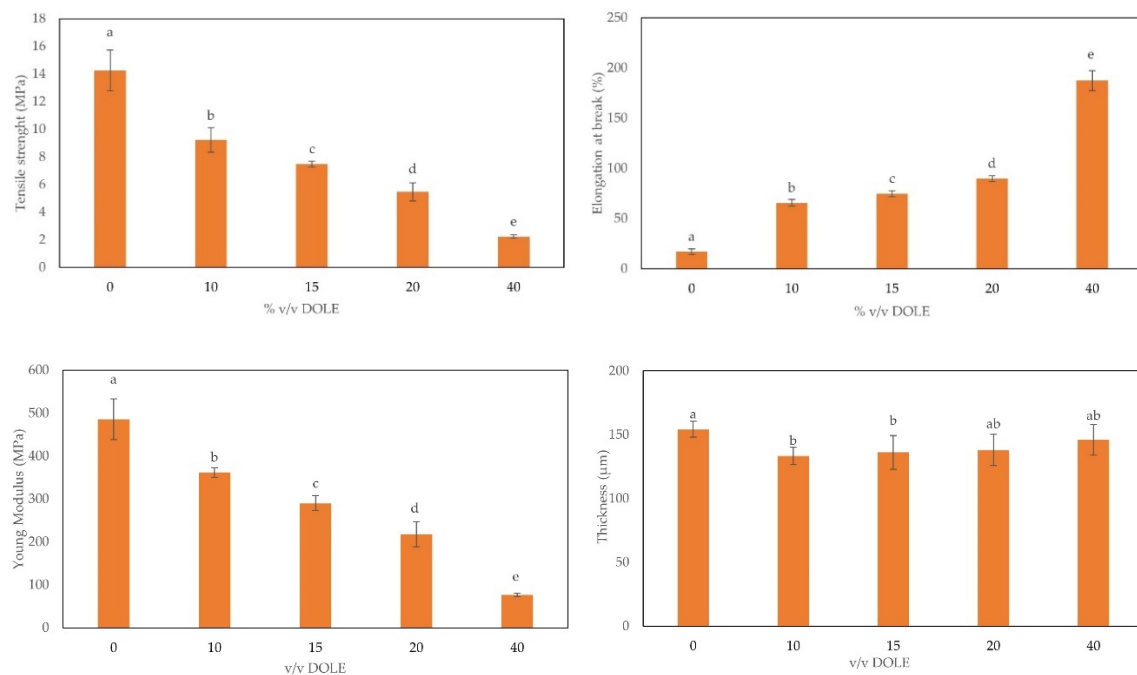 18
16
14
12
10
8
6
4
2
0
Tensile strenght (MPa)
a
b
c
d
e
0 10 15 20 40
% v/v DOLE
250
200
150
100
50
0
Elongation at break (%)
a
b
c
d
e
0 10 15 20 40
% v/v DOLE
600
500
400
300
200
100
0
Young Modulus (MPa)
a
b
c
d
e
0 10 15 20 40
v/v DOLE
200
150
100
50
0
Thickness (µm)
a
b
b
ab
ab
0 10 15 20 40
v/v DOLE